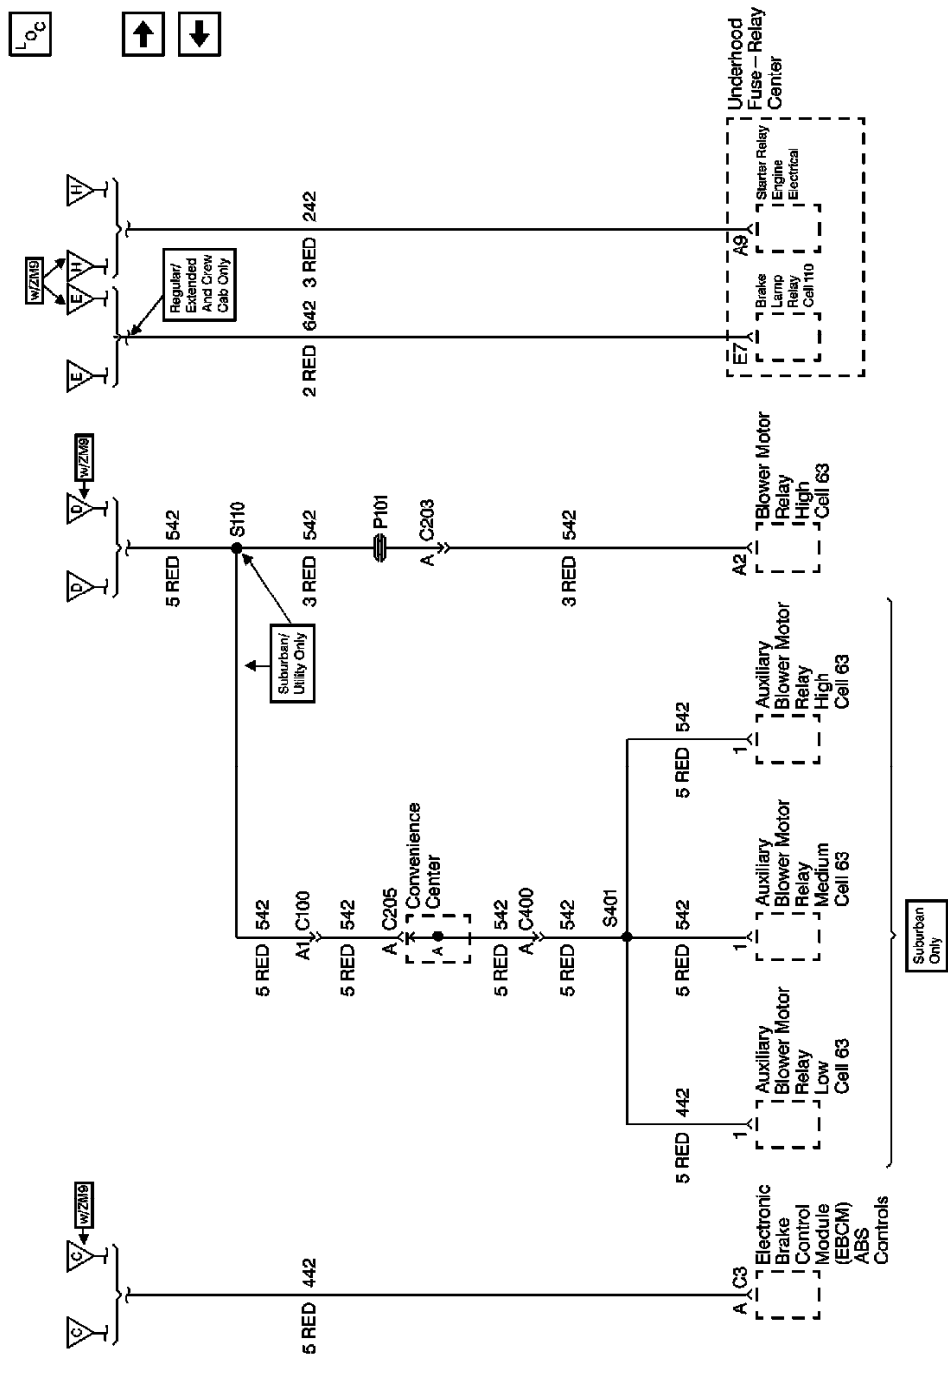 LOC
w/ZM9
C
C
w/ZM9
D
D
w/ZM9
E
E
H
H
Regular/
Extended
And Crew
Cab Only
5 RED 542
S110
Suburban/
Utility Only
5 RED 542
A1 C100
5 RED 442
3 RED 542
2 RED 642
3 RED 242
5 RED 542
P101
A C205
Convenience
Center
A
A C203
5 RED 542
A C400
5 RED 542
3 RED 542
S401
5 RED 442
5 RED 542
5 RED 542
A C3
1
1
1
A2
E7
A9
Electronic
Brake
Control
Module
(EBCM)
ABS
Controls
Auxiliary
Blower Motor
Relay
Low
Cell 63
Auxiliary
Blower Motor
Relay
Medium
Cell 63
Auxiliary
Blower Motor
Relay
High
Cell 63
Blower Motor
Relay
High
Cell 63
Underhood
Fuse-Relay
Center
Brake
Lamp
Relay
Cell 110
Starter Relay
Engine
Electrical
Suburban
Only